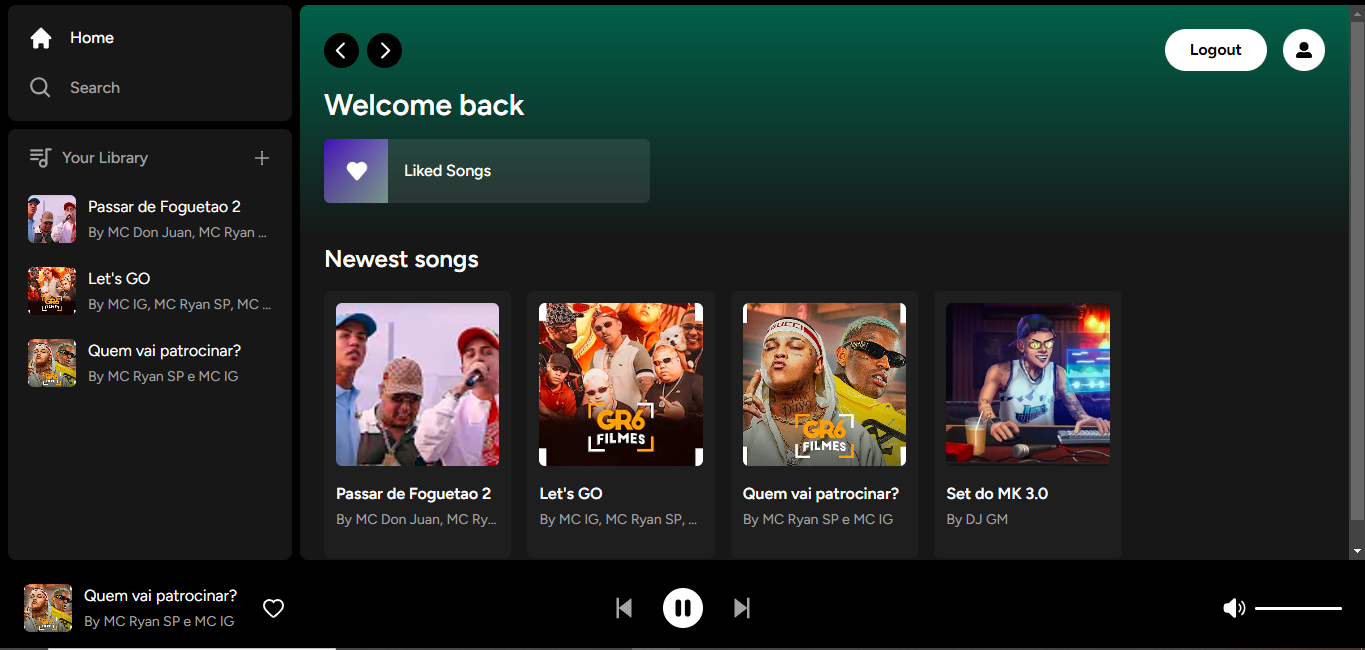 Home
Search
Your Library
Passar de Foguetao 2
By MC Don Juan, MC Ryan ...
Let's GO
By MC IG, MC Ryan SP, MC ...
Quem vai patrocinar?
By MC Ryan SP e MC IG
Logout
Welcome back
Liked Songs
Newest songs
GR6
FILMES
GUCCI
GR6
FILMES
Passar de Foguetao 2
By MC Don Juan, MC Ry...
Let's GO
By MC IG, MC Ryan SP, ...
Quem vai patrocinar?
By MC Ryan SP e MC IG
Set do MK 3.0
By DJ GM
Quem vai patrocinar?
By MC Ryan SP e MC IG